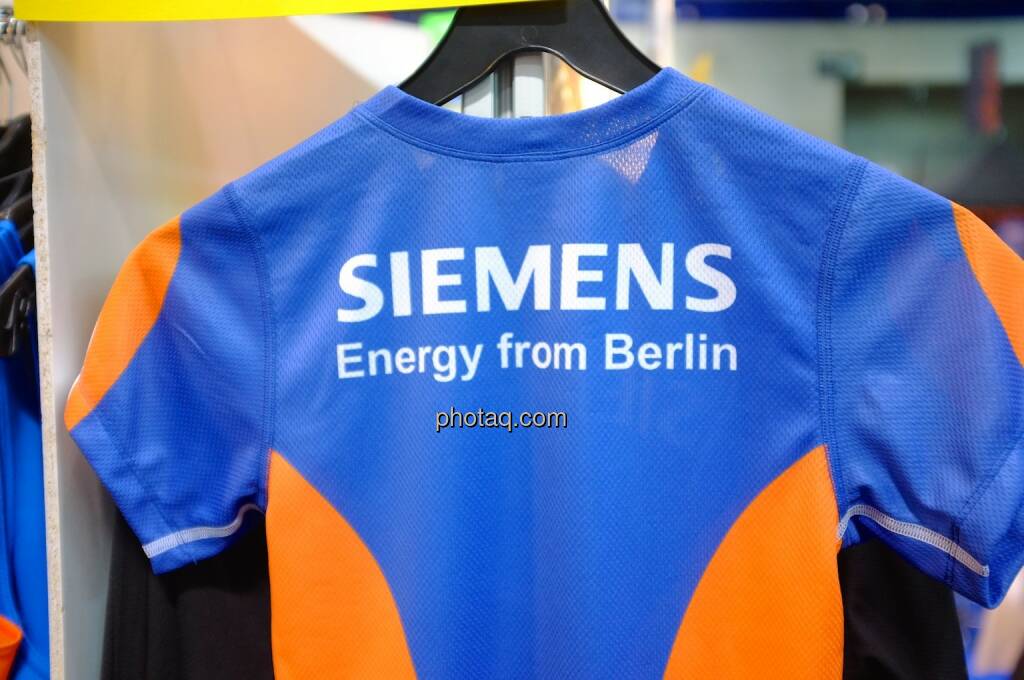 SIEMENS
Energy from Berlin
photaq.com